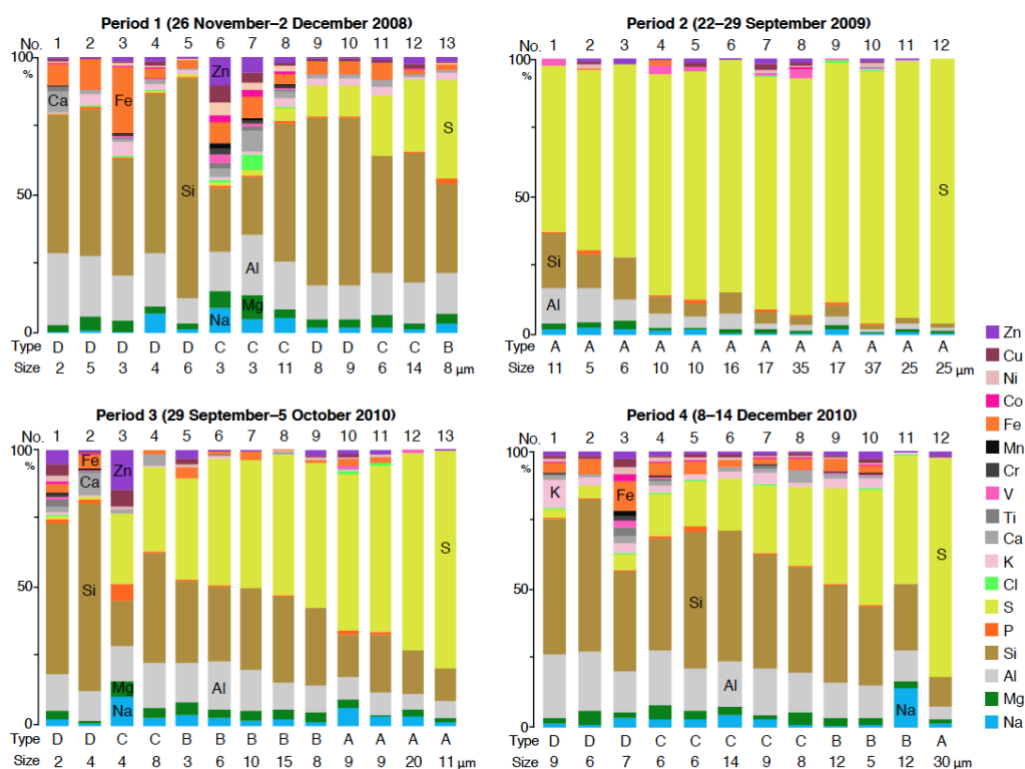 Period 1 (26 November–2 December 2008)
No. 1 2 3 4 5 6 7 8 9 10 11 12 13
100
%
50
0
Ca
Fe
Si
Zn
Na
Al
Mg
S
Type D D D D D C C C D D C C B
Size 2 5 3 4 6 3 3 11 8 9 6 14 8 μm
Period 2 (22–29 September 2009)
No. 1 2 3 4 5 6 7 8 9 10 11 12
100
%
50
0
Si
Al
S
Type A A A A A A A A A A A A
Size 11 5 6 10 10 16 17 35 17 37 25 25 μm
Zn
Cu
Ni
Co
Fe
Mn
Cr
V
Ti
Ca
K
Cl
S
P
Si
Al
Mg
Na
Period 3 (29 September–5 October 2010)
No. 1 2 3 4 5 6 7 8 9 10 11 12 13
100
%
50
0
Fe
Ca
Si
Zn
Mg
Na
Al
S
Type D D C C B B B B B A A A A
Size 2 4 4 8 3 6 10 15 8 9 9 20 11 μm
Period 4 (8–14 December 2010)
No. 1 2 3 4 5 6 7 8 9 10 11 12
100
%
50
0
K
Fe
Si
Al
Na
S
Type D D D C C C C C B B B A
Size 9 6 7 6 6 14 9 8 12 5 12 30 μm